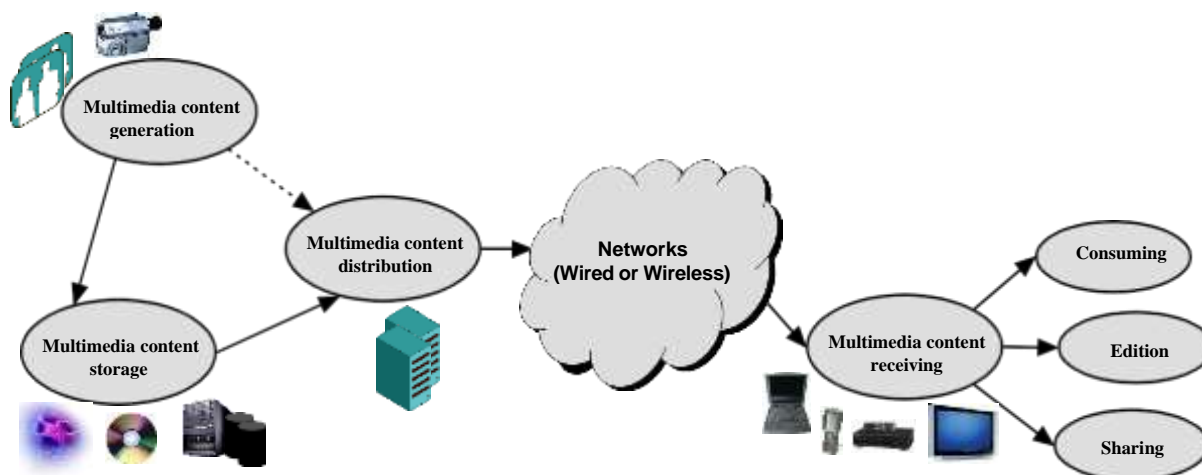 Multimedia content
generation
Multimedia content
distribution
Multimedia content
storage
Networks
(Wired or Wireless)
Multimedia content
receiving
Consuming
Edition
Sharing